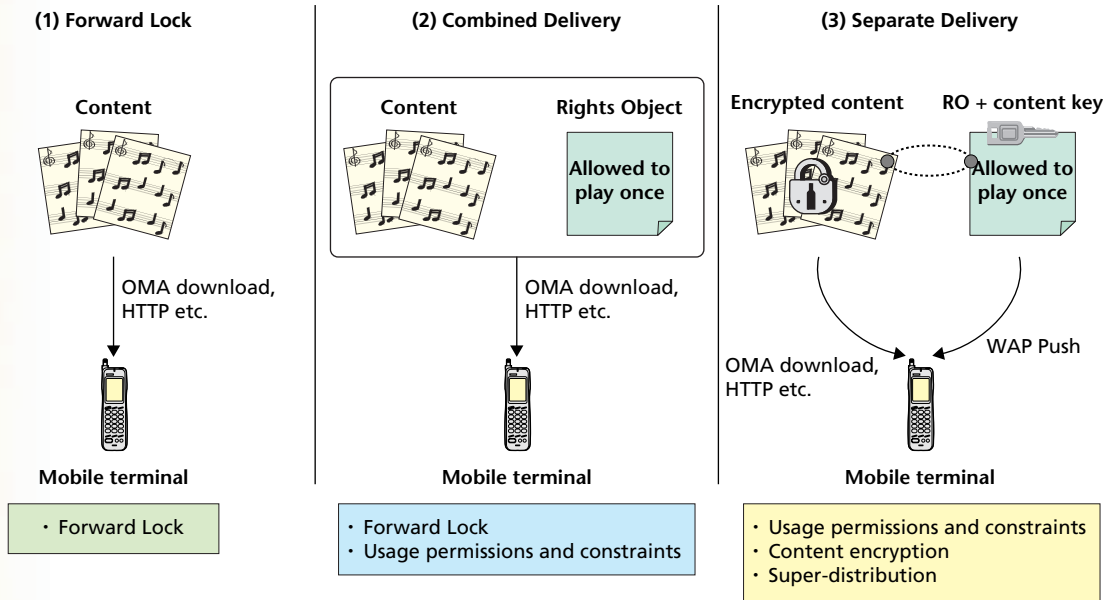 (1) Forward Lock
Content
OMA download,
HTTP etc.
Mobile terminal
・Forward Lock
(2) Combined Delivery
Content
Rights Object
Allowed to
play once
OMA download,
HTTP etc.
Mobile terminal
・Forward Lock
・Usage permissions and constraints
(3) Separate Delivery
Encrypted content
RO + content key
Allowed to
play once
OMA download,
HTTP etc.
WAP Push
Mobile terminal
・Usage permissions and constraints
・Content encryption
・Super-distribution